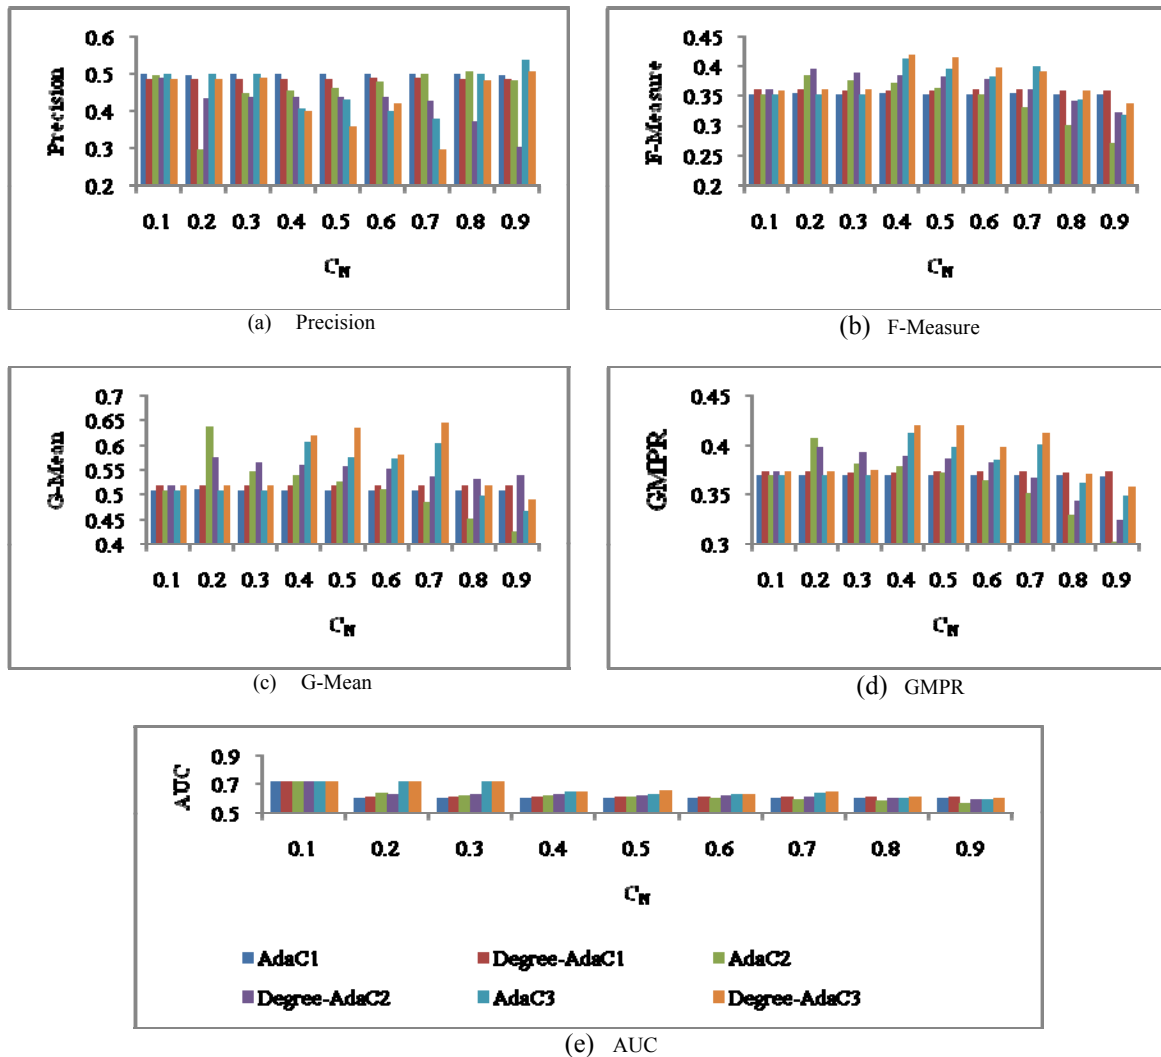 0.6
0.5
0.4
0.3
0.2
Precision
0.1 0.2 0.3 0.4 0.5 0.6 0.7 0.8 0.9
C_N
(a) Precision
0.45
0.4
0.35
0.3
0.25
0.2
F-Measure
0.1 0.2 0.3 0.4 0.5 0.6 0.7 0.8 0.9
C_N
(b) F-Measure
0.7
0.65
0.6
0.55
0.5
0.45
0.4
G-Mean
0.1 0.2 0.3 0.4 0.5 0.6 0.7 0.8 0.9
C_N
(c) G-Mean
0.45
0.4
0.35
0.3
GMPR
0.1 0.2 0.3 0.4 0.5 0.6 0.7 0.8 0.9
C_N
(d) GMPR
0.9
0.7
0.5
AUC
0.1 0.2 0.3 0.4 0.5 0.6 0.7 0.8 0.9
C_N
AdaC1 Degree-AdaC1 AdaC2
Degree-AdaC2 AdaC3 Degree-AdaC3
(e) AUC